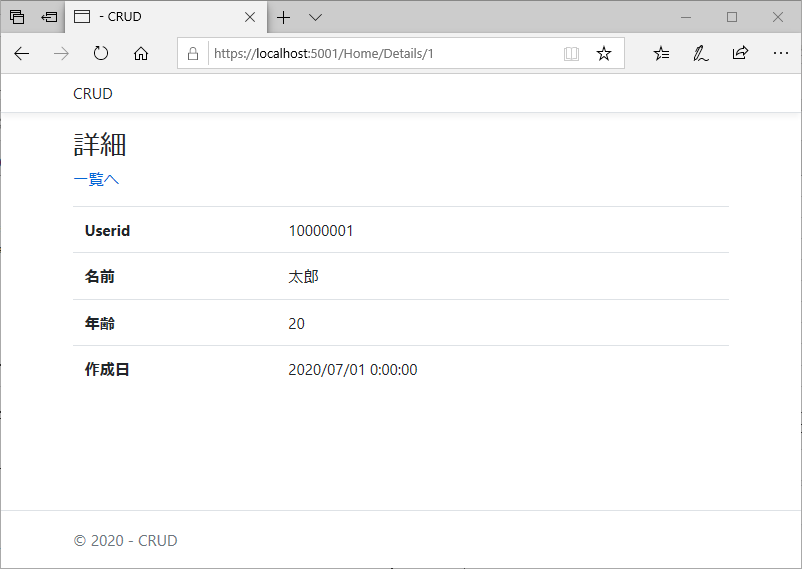 - CRUD
https://localhost:5001/Home/Details/1
CRUD
詳細
一覧へ
Userid 10000001
名前 太郎
年齢 20
作成日 2020/07/01 0:00:00
© 2020 - CRUD